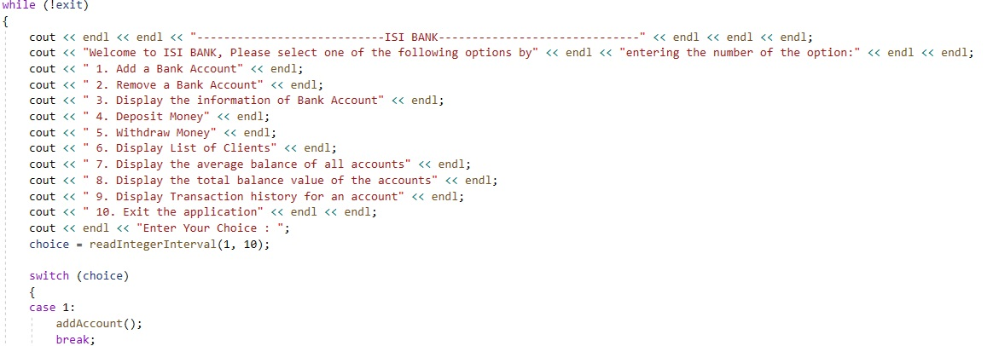 while (!exit)
{
    cout << endl << endl << "----------------------------ISI BANK------------------------------" << endl << endl << endl;
    cout << "Welcome to ISI BANK, Please select one of the following options by" << endl << "entering the number of the option:" << endl << endl;
    cout << " 1. Add a Bank Account" << endl;
    cout << " 2. Remove a Bank Account" << endl;
    cout << " 3. Display the information of Bank Account" << endl;
    cout << " 4. Deposit Money" << endl;
    cout << " 5. Withdraw Money" << endl;
    cout << " 6. Display List of Clients" << endl;
    cout << " 7. Display the average balance of all accounts" << endl;
    cout << " 8. Display the total balance value of the accounts" << endl;
    cout << " 9. Display Transaction history for an account" << endl;
    cout << " 10. Exit the application" << endl << endl;
    cout << endl << "Enter Your Choice : ";
    choice = readIntegerInterval(1, 10);

    switch (choice)
    {
    case 1:
        addAccount();
        break;